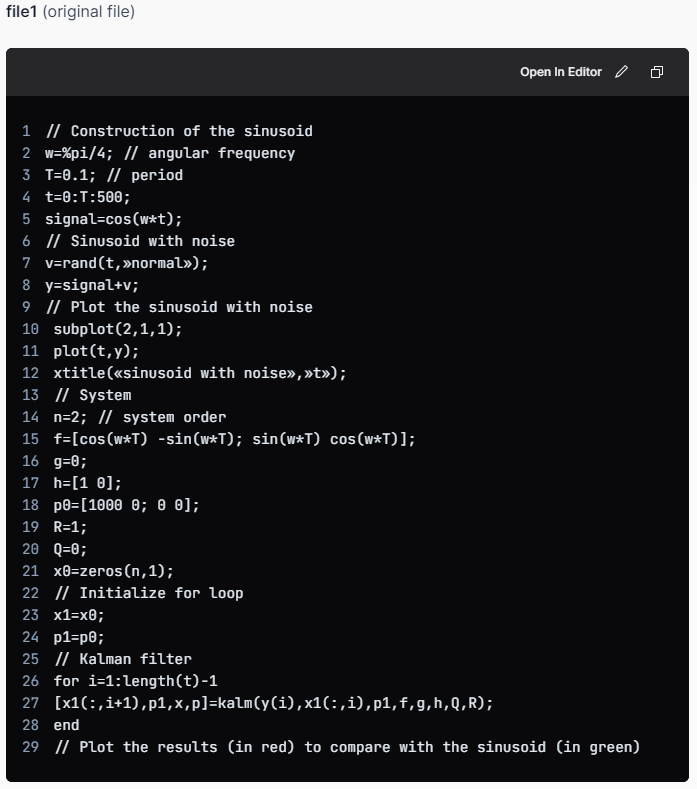 file1 (original file)
Open In Editor
1 // Construction of the sinusoid
2 w=%pi/4; // angular frequency
3 T=0.1; // period
4 t=0:T:500;
5 signal=cos(w*t);
6 // Sinusoid with noise
7 v=rand(t,»normal»);
8 y=signal+v;
9 // Plot the sinusoid with noise
10 subplot(2,1,1);
11 plot(t,y);
12 xtitle(«sinusoid with noise»,»t»);
13 // System
14 n=2; // system order
15 f=[cos(w*T) -sin(w*T); sin(w*T) cos(w*T)];
16 g=0;
17 h=[1 0];
18 p0=[1000 0; 0 0];
19 R=1;
20 Q=0;
21 x0=zeros(n,1);
22 // Initialize for loop
23 x1=x0;
24 p1=p0;
25 // Kalman filter
26 for i=1:length(t)-1
27 [x1(:,i+1),p1,x,p]=kalm(y(i),x1(:,i),p1,f,g,h,Q,R);
28 end
29 // Plot the results (in red) to compare with the sinusoid (in green)